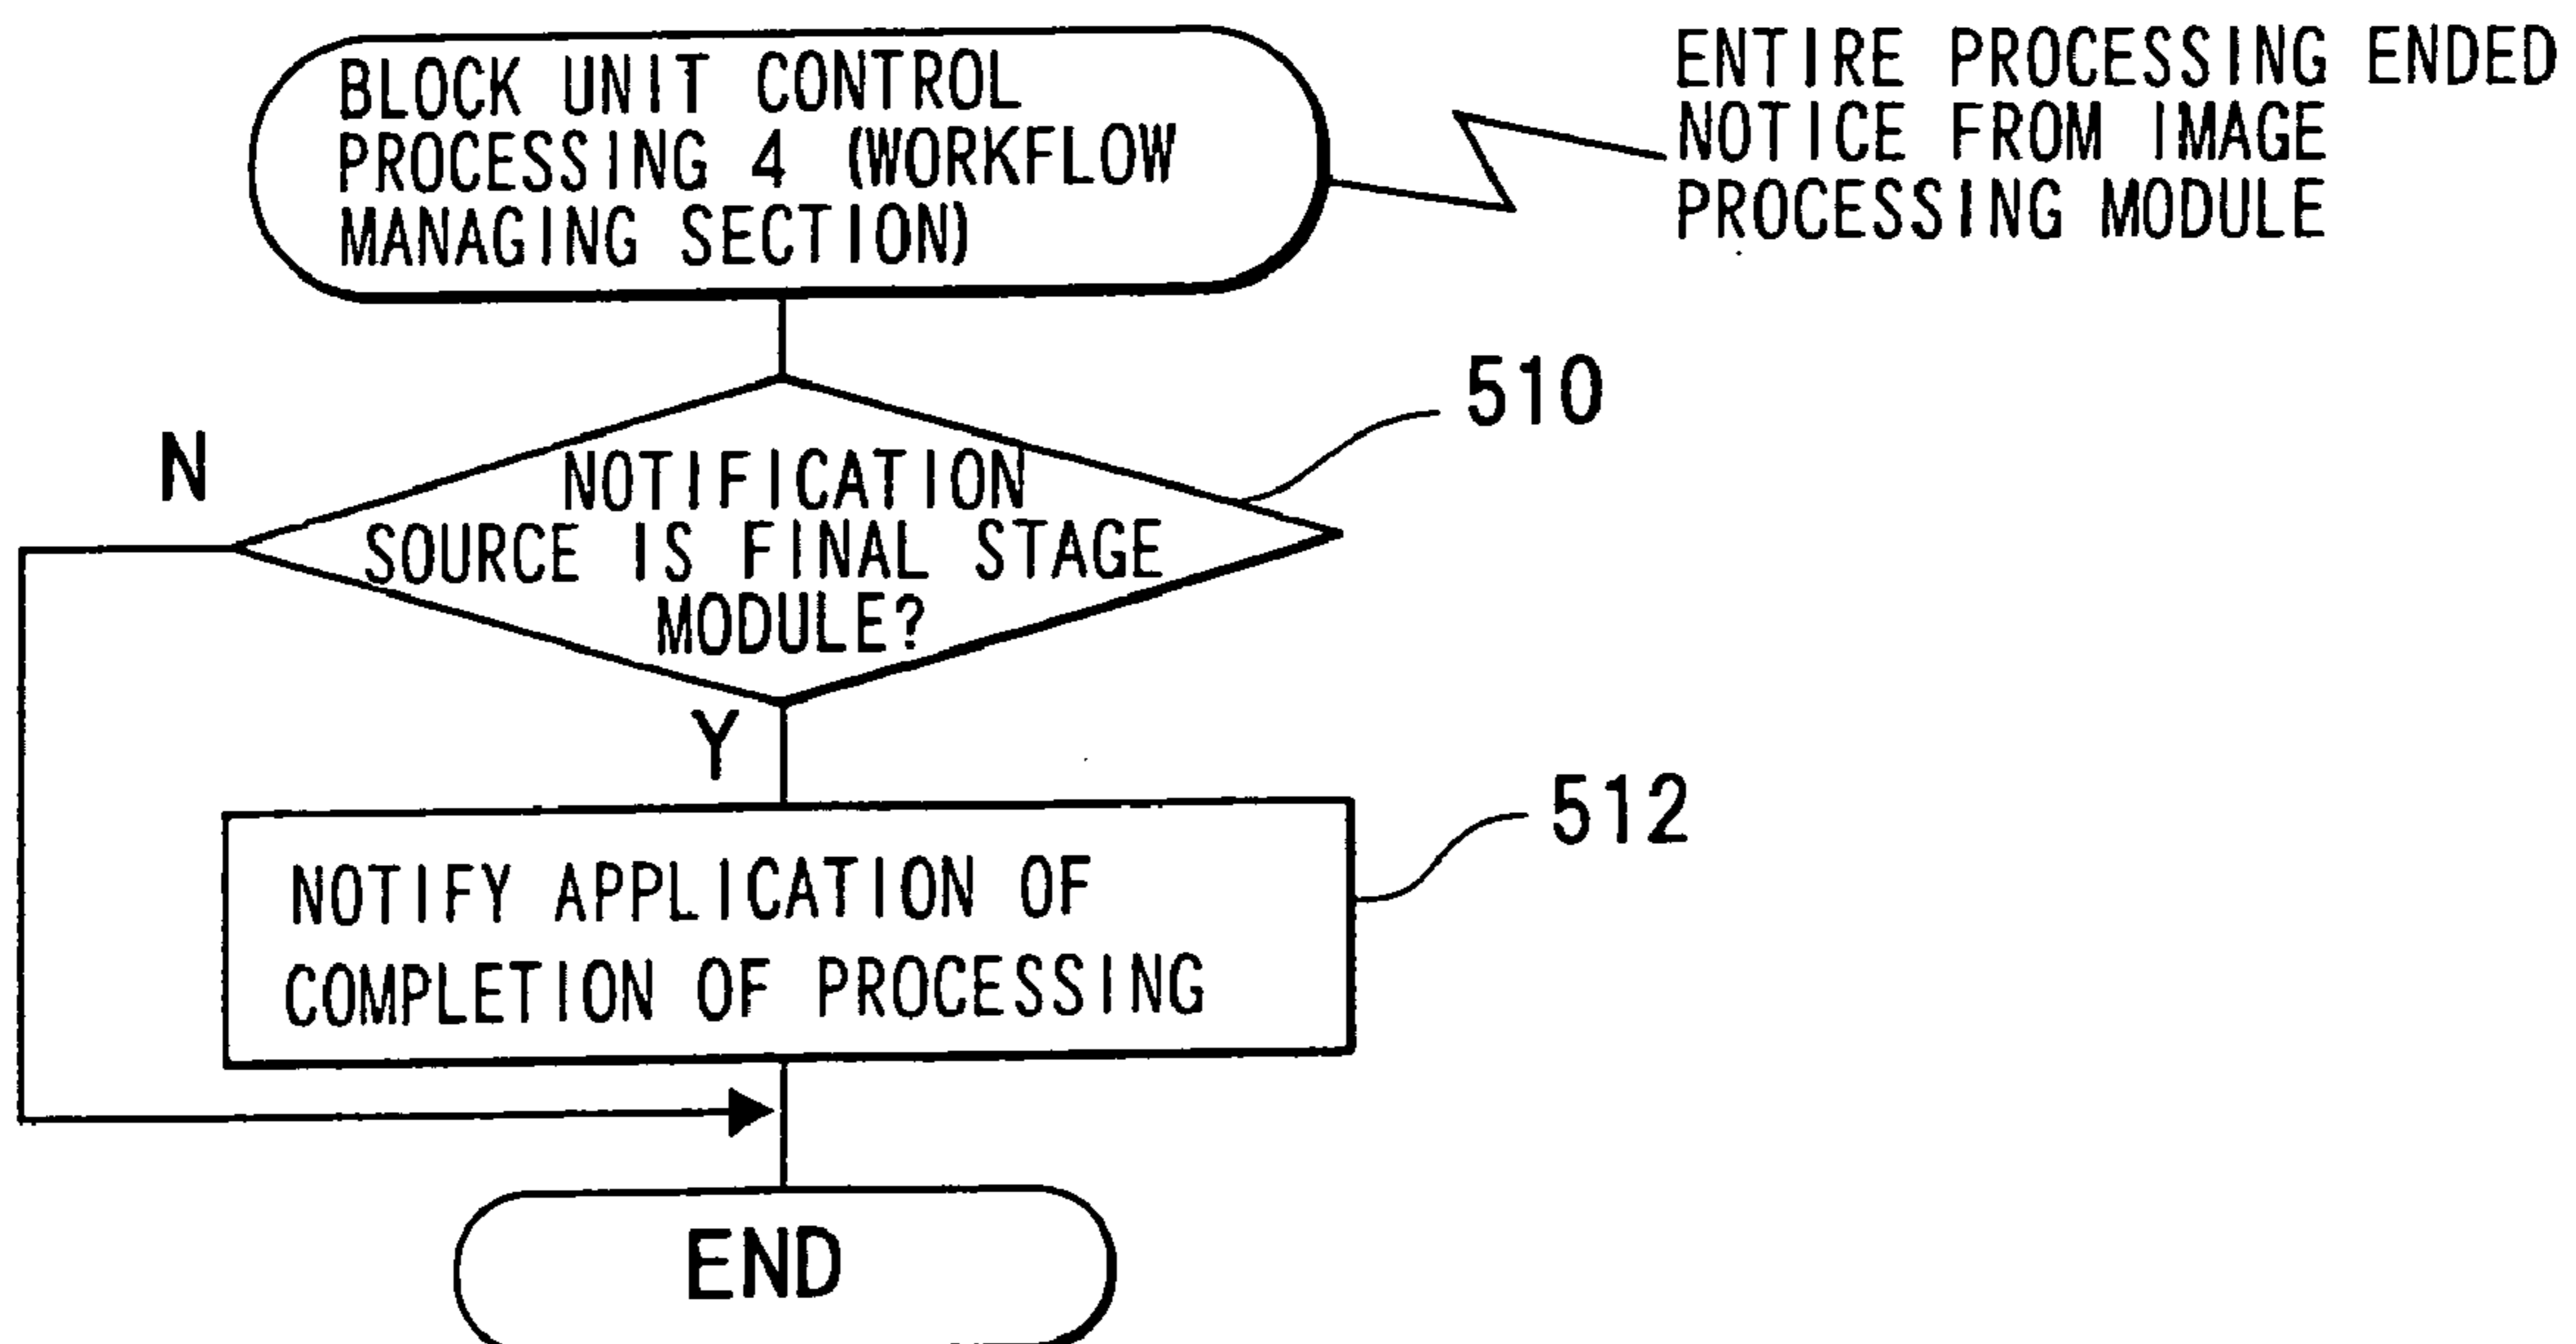 BLOCK UNIT CONTROL
PROCESSING 4 (WORKFLOW
MANAGING SECTION)
ENTIRE PROCESSING ENDED
NOTICE FROM IMAGE
PROCESSING MODULE
510
N
NOTIFICATION
SOURCE IS FINAL STAGE
MODULE?
Y
512
NOTIFY APPLICATION OF
COMPLETION OF PROCESSING
END